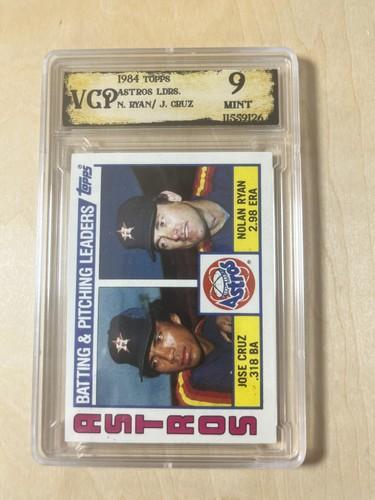 1984 TOPPS
ASTROS LDRS.
N. RYAN/ J. CRUZ
VGP
9
MINT
11559126
BATTING & PITCHING LEADERS/ TOPPS
NOLAN RYAN
2.98 ERA
ASTROS
JOSE CRUZ
.318 BA
ASTROS